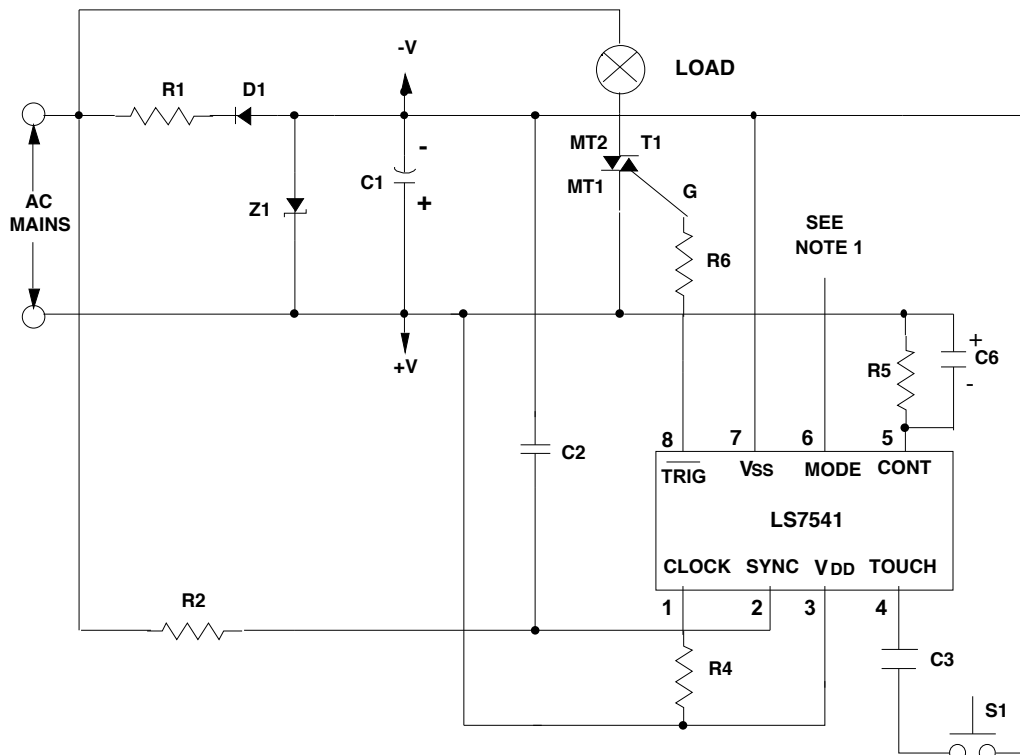 -V
LOAD
R1
D1
MT2
T1
MT1
G
-
C1
+
AC
MAINS
Z1
SEE
NOTE 1
R6
+V
+
C6
-
R5
C2
8
7
6
5
TRIG
VSS
MODE
CONT
LS7541
CLOCK
SYNC
VDD
TOUCH
1
2
3
4
R2
R4
C3
S1